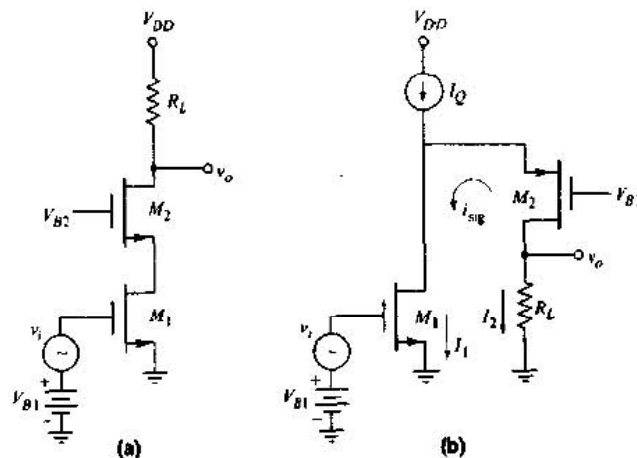 V_DD
R_L
v_o
V_B2
M_2
M_1
v_i
~
+
V_B1
-
(a)
V_DD
I_Q
M_2
V_B
i_sig
v_o
I_2
R_L
M_1
I_1
v_i
~
+
V_B1
-
(b)